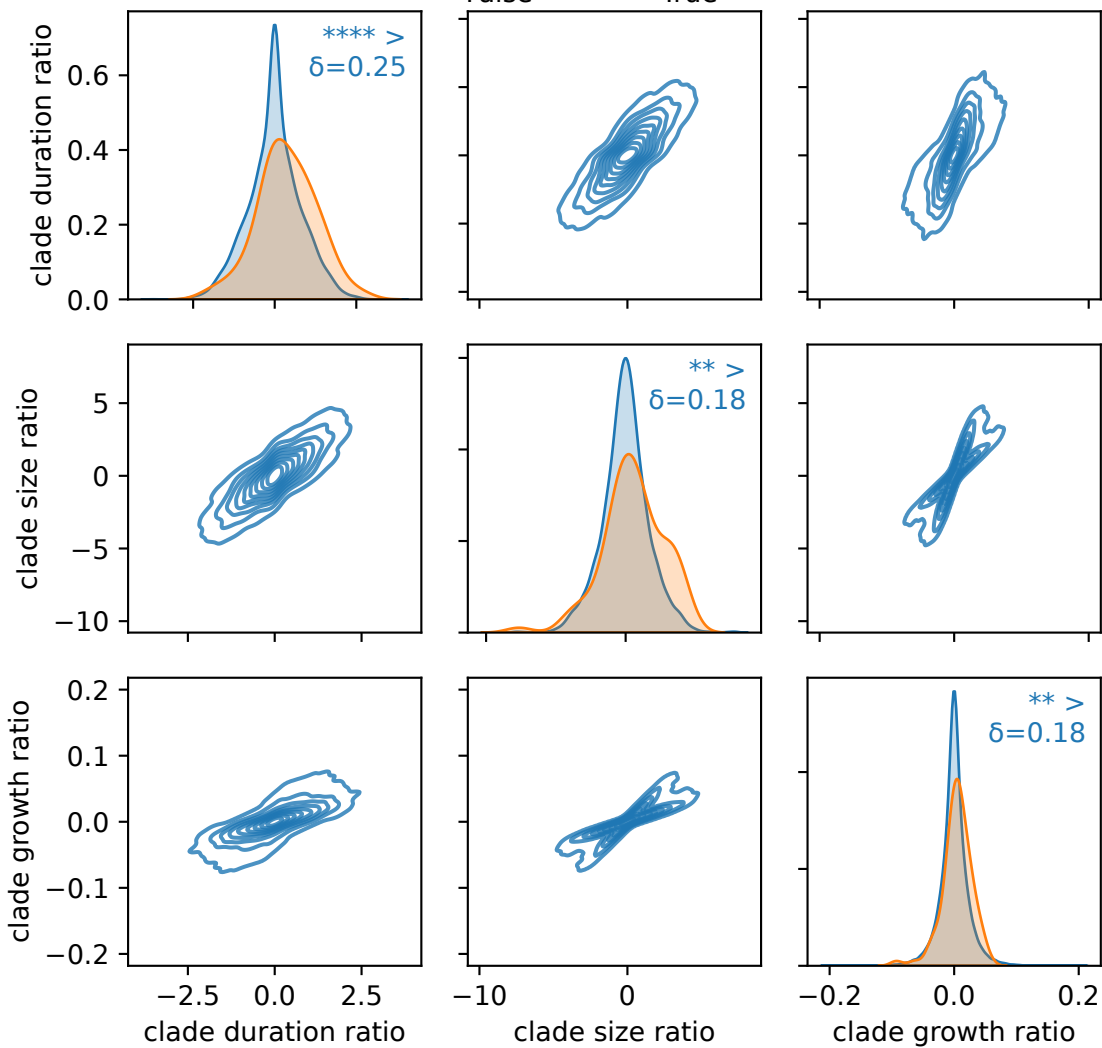 True
clade duration ratio
0.6
0.4
0.2
0.0
**** >
δ=0.25
clade size ratio
5
0
−5
−10
** >
δ=0.18
clade growth ratio
0.2
0.1
0.0
−0.1
−0.2
** >
δ=0.18
−2.5
0.0
2.5
−10
0
−0.2
0.0
0.2
clade duration ratio
clade size ratio
clade growth ratio